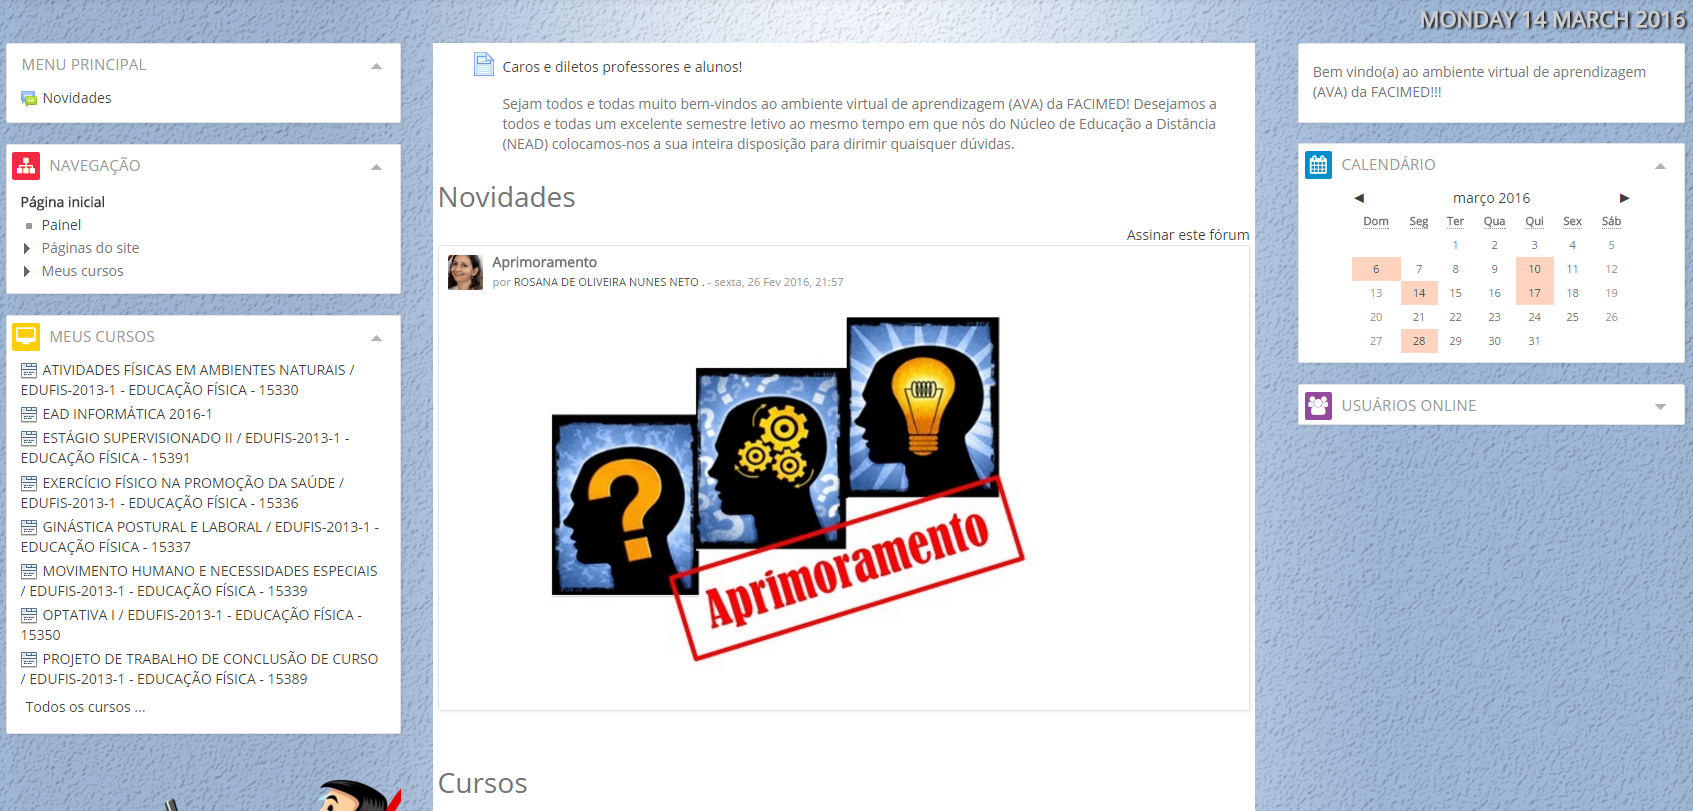 MONDAY 14 MARCH 2016
MENU PRINCIPAL
Novidades
NAVEGAÇÃO
Página inicial
Painel
Páginas do site
Meus cursos
MEUS CURSOS
ATIVIDADES FÍSICAS EM AMBIENTES NATURAIS /
EDUFIS-2013-1 - EDUCAÇÃO FÍSICA - 15330
EAD INFORMÁTICA 2016-1
ESTÁGIO SUPERVISIONADO II / EDUFIS-2013-1 -
EDUCAÇÃO FÍSICA - 15391
EXERCÍCIO FÍSICO NA PROMOÇÃO DA SAÚDE /
EDUFIS-2013-1 - EDUCAÇÃO FÍSICA - 15336
GINÁSTICA POSTURAL E LABORAL / EDUFIS-2013-1 -
EDUCAÇÃO FÍSICA - 15337
MOVIMENTO HUMANO E NECESSIDADES ESPECIAIS
/ EDUFIS-2013-1 - EDUCAÇÃO FÍSICA - 15339
OPTATIVA I / EDUFIS-2013-1 - EDUCAÇÃO FÍSICA -
15350
PROJETO DE TRABALHO DE CONCLUSÃO DE CURSO
/ EDUFIS-2013-1 - EDUCAÇÃO FÍSICA - 15389
Todos os cursos ...
Caros e diletos professores e alunos!
Sejam todos e todas muito bem-vindos ao ambiente virtual de aprendizagem (AVA) da FACIMED! Desejamos a
todos e todas um excelente semestre letivo ao mesmo tempo em que nós do Núcleo de Educação a Distância
(NEAD) colocamos-nos a sua inteira disposição para dirimir quaisquer dúvidas.
Novidades
Assinar este fórum
Aprimoramento
por ROSANA DE OLIVEIRA NUNES NETO . - sexta, 26 Fev 2016, 21:57
?
Aprimoramento
Cursos
Bem vindo(a) ao ambiente virtual de aprendizagem
(AVA) da FACIMED!!!
CALENDÁRIO
◄ março 2016 ►
Dom Seg Ter Qua Qui Sex Sáb
1 2 3 4 5
6 7 8 9 10 11 12
13 14 15 16 17 18 19
20 21 22 23 24 25 26
27 28 29 30 31
USUÁRIOS ONLINE